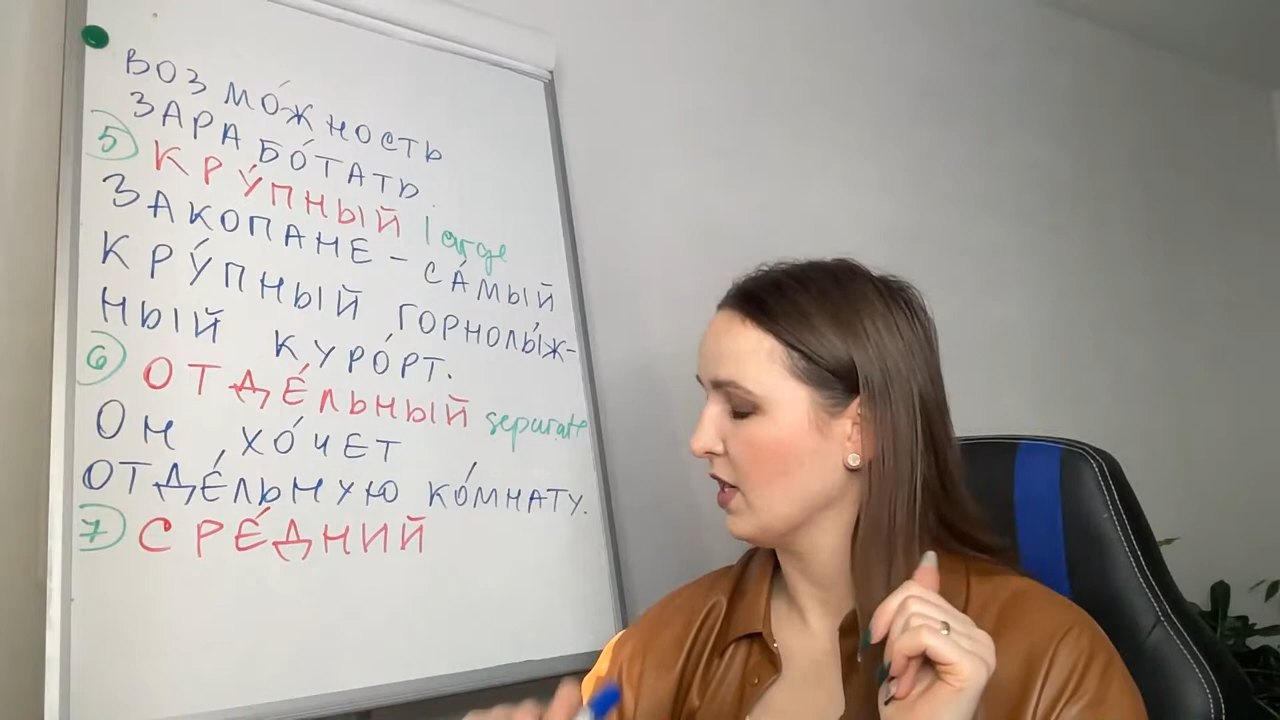 ВОЗМО́ЖНОСТЬ
ЗАРАБО́ТАТЬ
5 КРУ́ПНЫЙ large
ЗАКОПАНЕ – СА́МЫЙ
КРУ́ПНЫЙ ГОРНОЛЫ́Ж-
НЫЙ КУРО́РТ.
6 ОТДЕ́ЛЬНЫЙ separate
ОН ХО́ЧЕТ
ОТДЕ́ЛЬНУЮ КО́МНАТУ.
7 СРЕ́ДНИЙ